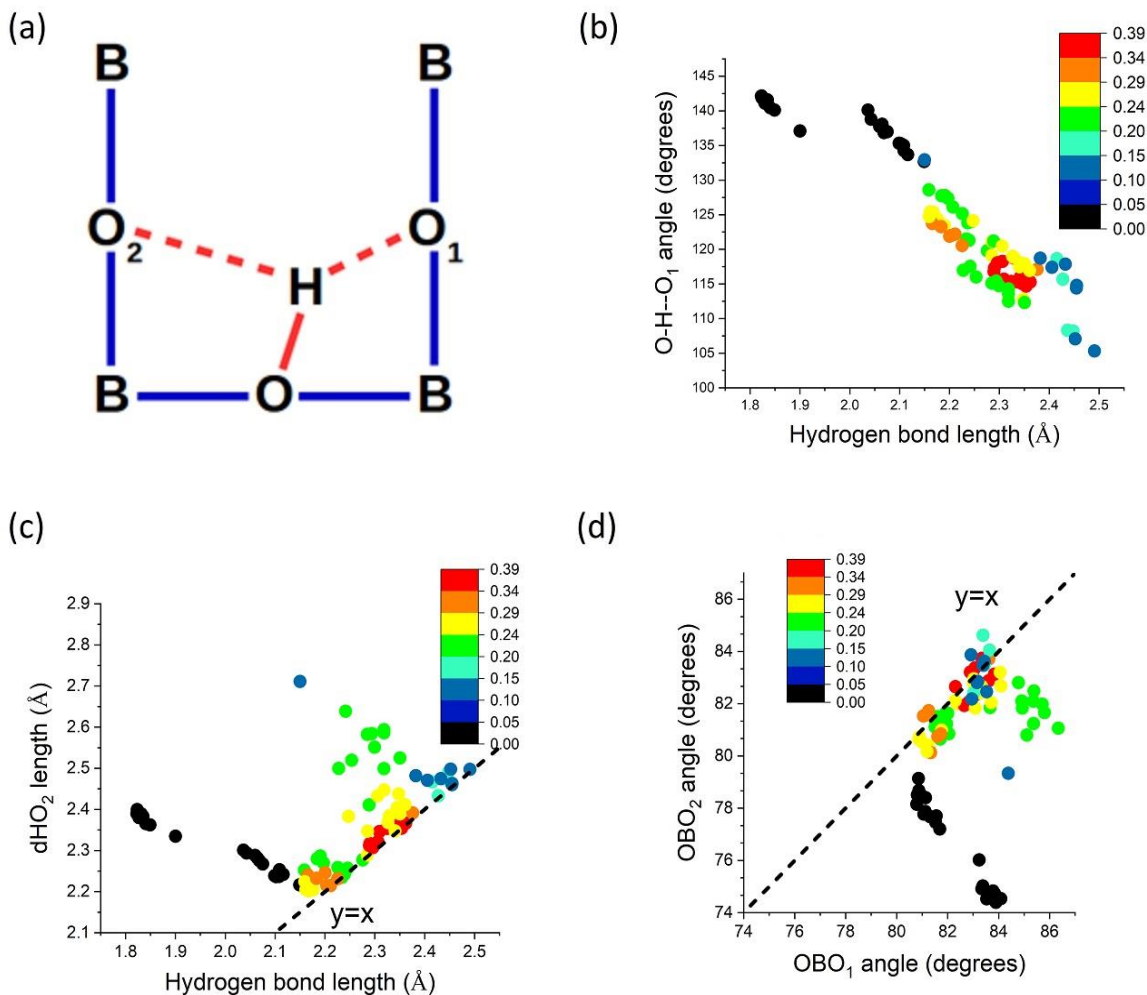 (a)
B B
O2 O1
H
B O B
(b)
O-H--O1 angle (degrees)
145
140
135
130
125
120
115
110
105
100
1.8 1.9 2.0 2.1 2.2 2.3 2.4 2.5
Hydrogen bond length (Å)
0.39
0.34
0.29
0.24
0.20
0.15
0.10
0.05
0.00
(c)
dHO2 length (Å)
2.9
2.8
2.7
2.6
2.5
2.4
2.3
2.2
2.1
1.8 1.9 2.0 2.1 2.2 2.3 2.4 2.5
Hydrogen bond length (Å)
y=x
0.39
0.34
0.29
0.24
0.20
0.15
0.10
0.05
0.00
(d)
OBO2 angle (degrees)
86
84
82
80
78
76
74
74 76 78 80 82 84 86
OBO1 angle (degrees)
y=x
0.39
0.34
0.29
0.24
0.20
0.15
0.10
0.05
0.00